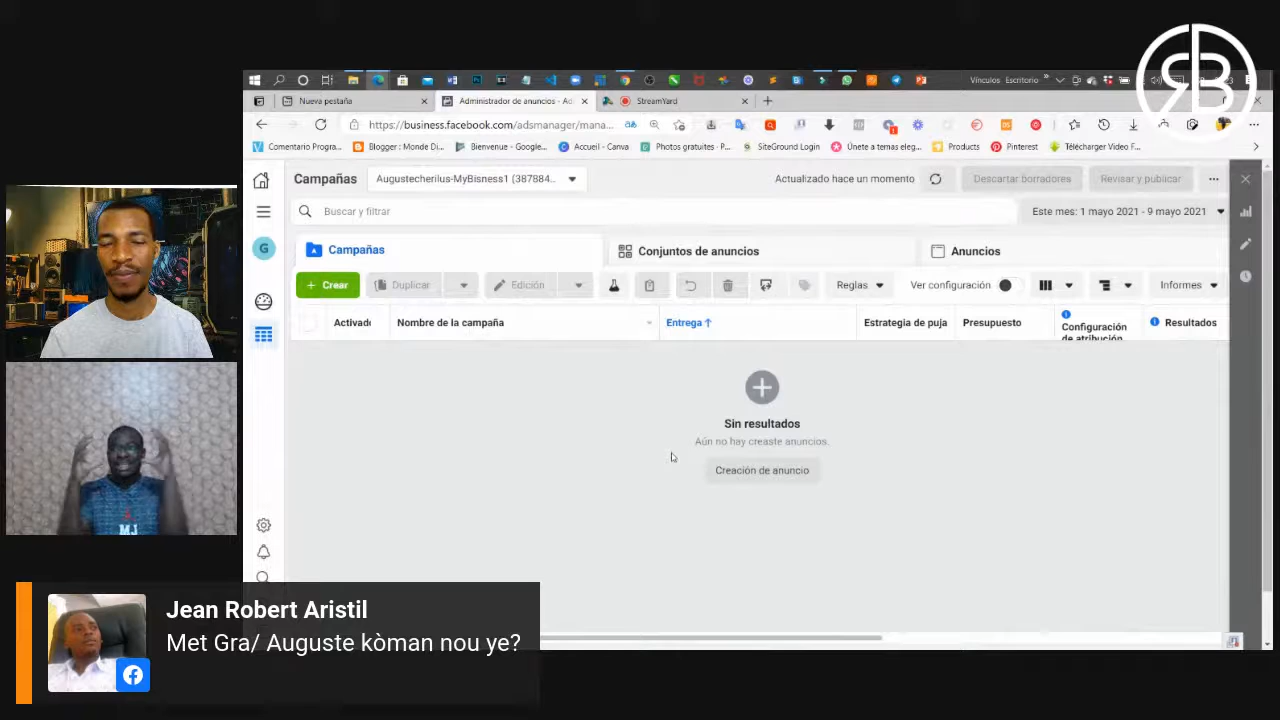 RB
Vínculos Escritorio
Nueva pestaña
Administrador de anuncios - Ad
StreamYard
https://business.facebook.com/adsmanager/mana...
Comentario Progra...
Blogger : Monde Di...
Bienvenue - Google...
Accueil - Canva
Photos gratuites · P...
SiteGround Login
Únete a temas eleg...
Products
Pinterest
Télécharger Video F...
Campañas
Augustecherilus-MyBisness1 (387884...
Actualizado hace un momento
Descartar borradores
Revisar y publicar
Buscar y filtrar
Este mes: 1 mayo 2021 - 9 mayo 2021
G
Campañas
Conjuntos de anuncios
Anuncios
+ Crear
Duplicar
Edición
Reglas
Ver configuración
Informes
Activado
Nombre de la campaña
Entrega ↑
Estrategia de puja
Presupuesto
Configuración
de atribución
Resultados
Sin resultados
Aún no hay creaste anuncios.
Creación de anuncio
MJ
Jean Robert Aristil
Met Gra/ Auguste kòman nou ye?